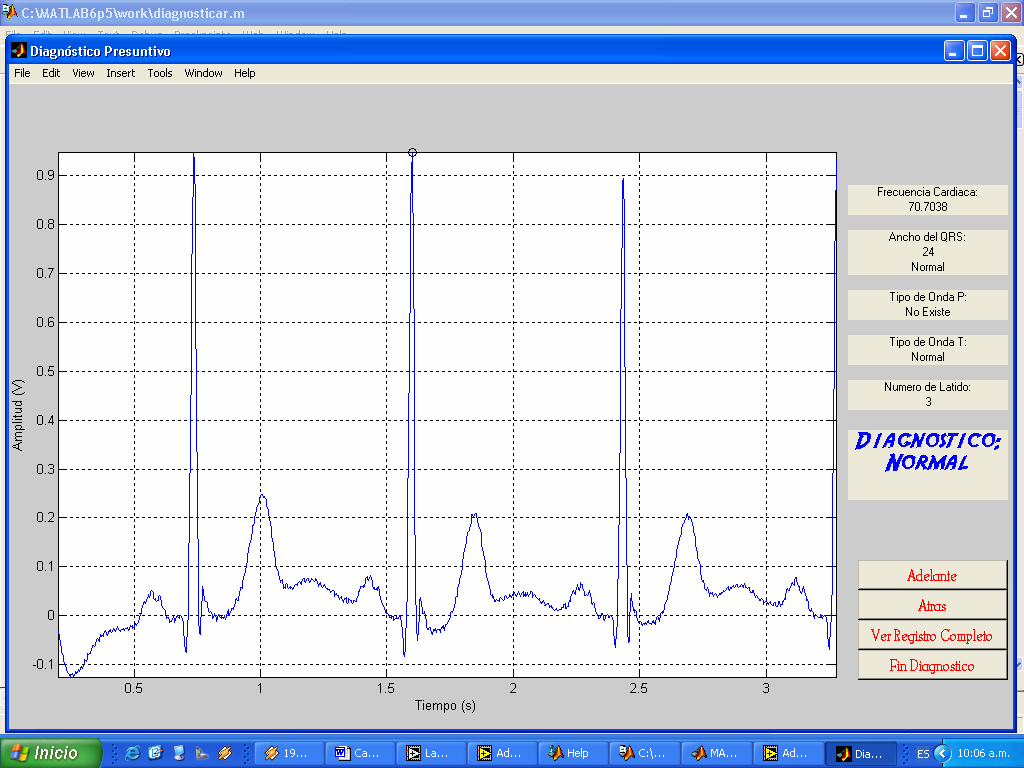 C:\MATLAB6p5\work\diagnosticar.m
Diagnóstico Presuntivo
File Edit View Insert Tools Window Help
0.9
0.8
0.7
0.6
0.5
0.4
0.3
0.2
0.1
0
-0.1
Amplitud (V)
0.5 1 1.5 2 2.5 3
Tiempo (s)
Frecuencia Cardiaca:
70.7038
Ancho del QRS:
24
Normal
Tipo de Onda P:
No Existe
Tipo de Onda T:
Normal
Numero de Latido:
3
DIAGNOSTICO:
NORMAL
Adelante
Atras
Ver Registro Completo
Fin Diagnostico
Inicio 19... Ca... La... Ad... Help C:\... MA... Ad... Dia... ES 10:06 a.m.